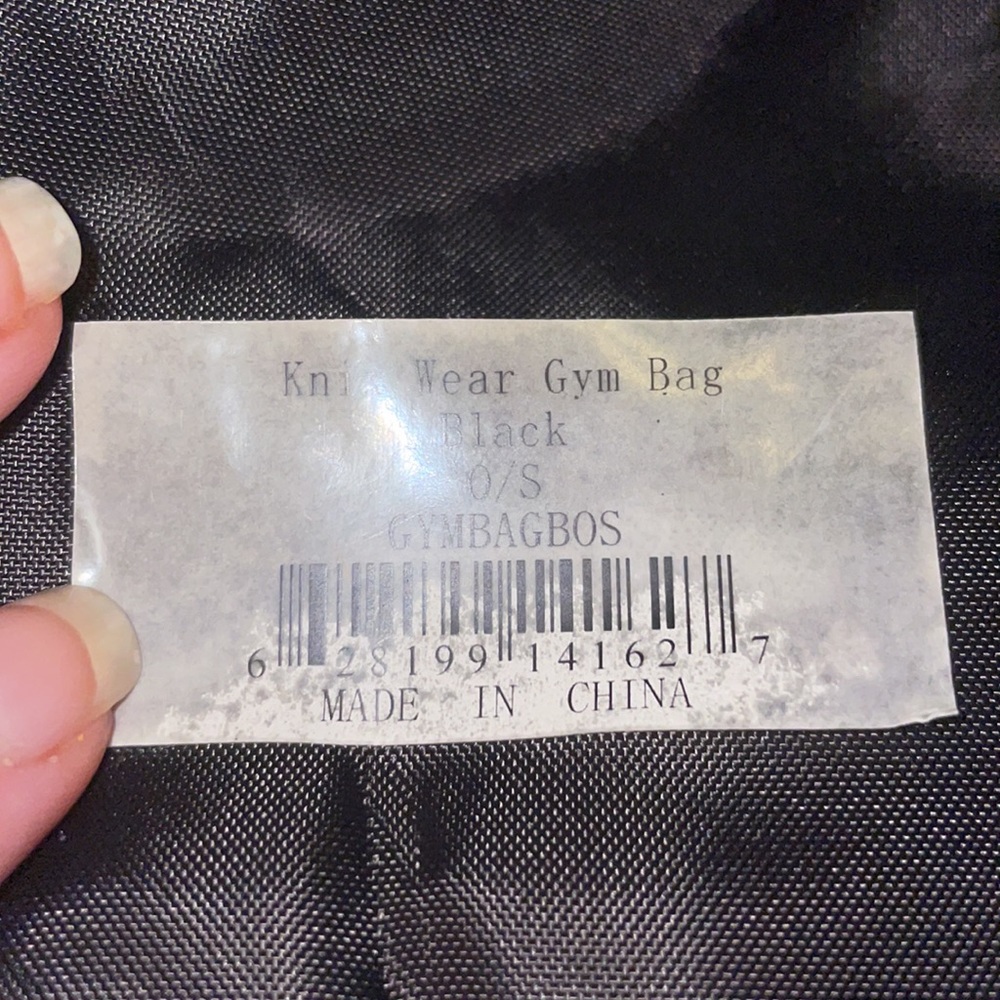 Wear Gym Bag
Black
O/S
GYMBAGBOS
6 28199 14162 7
MADE IN CHINA